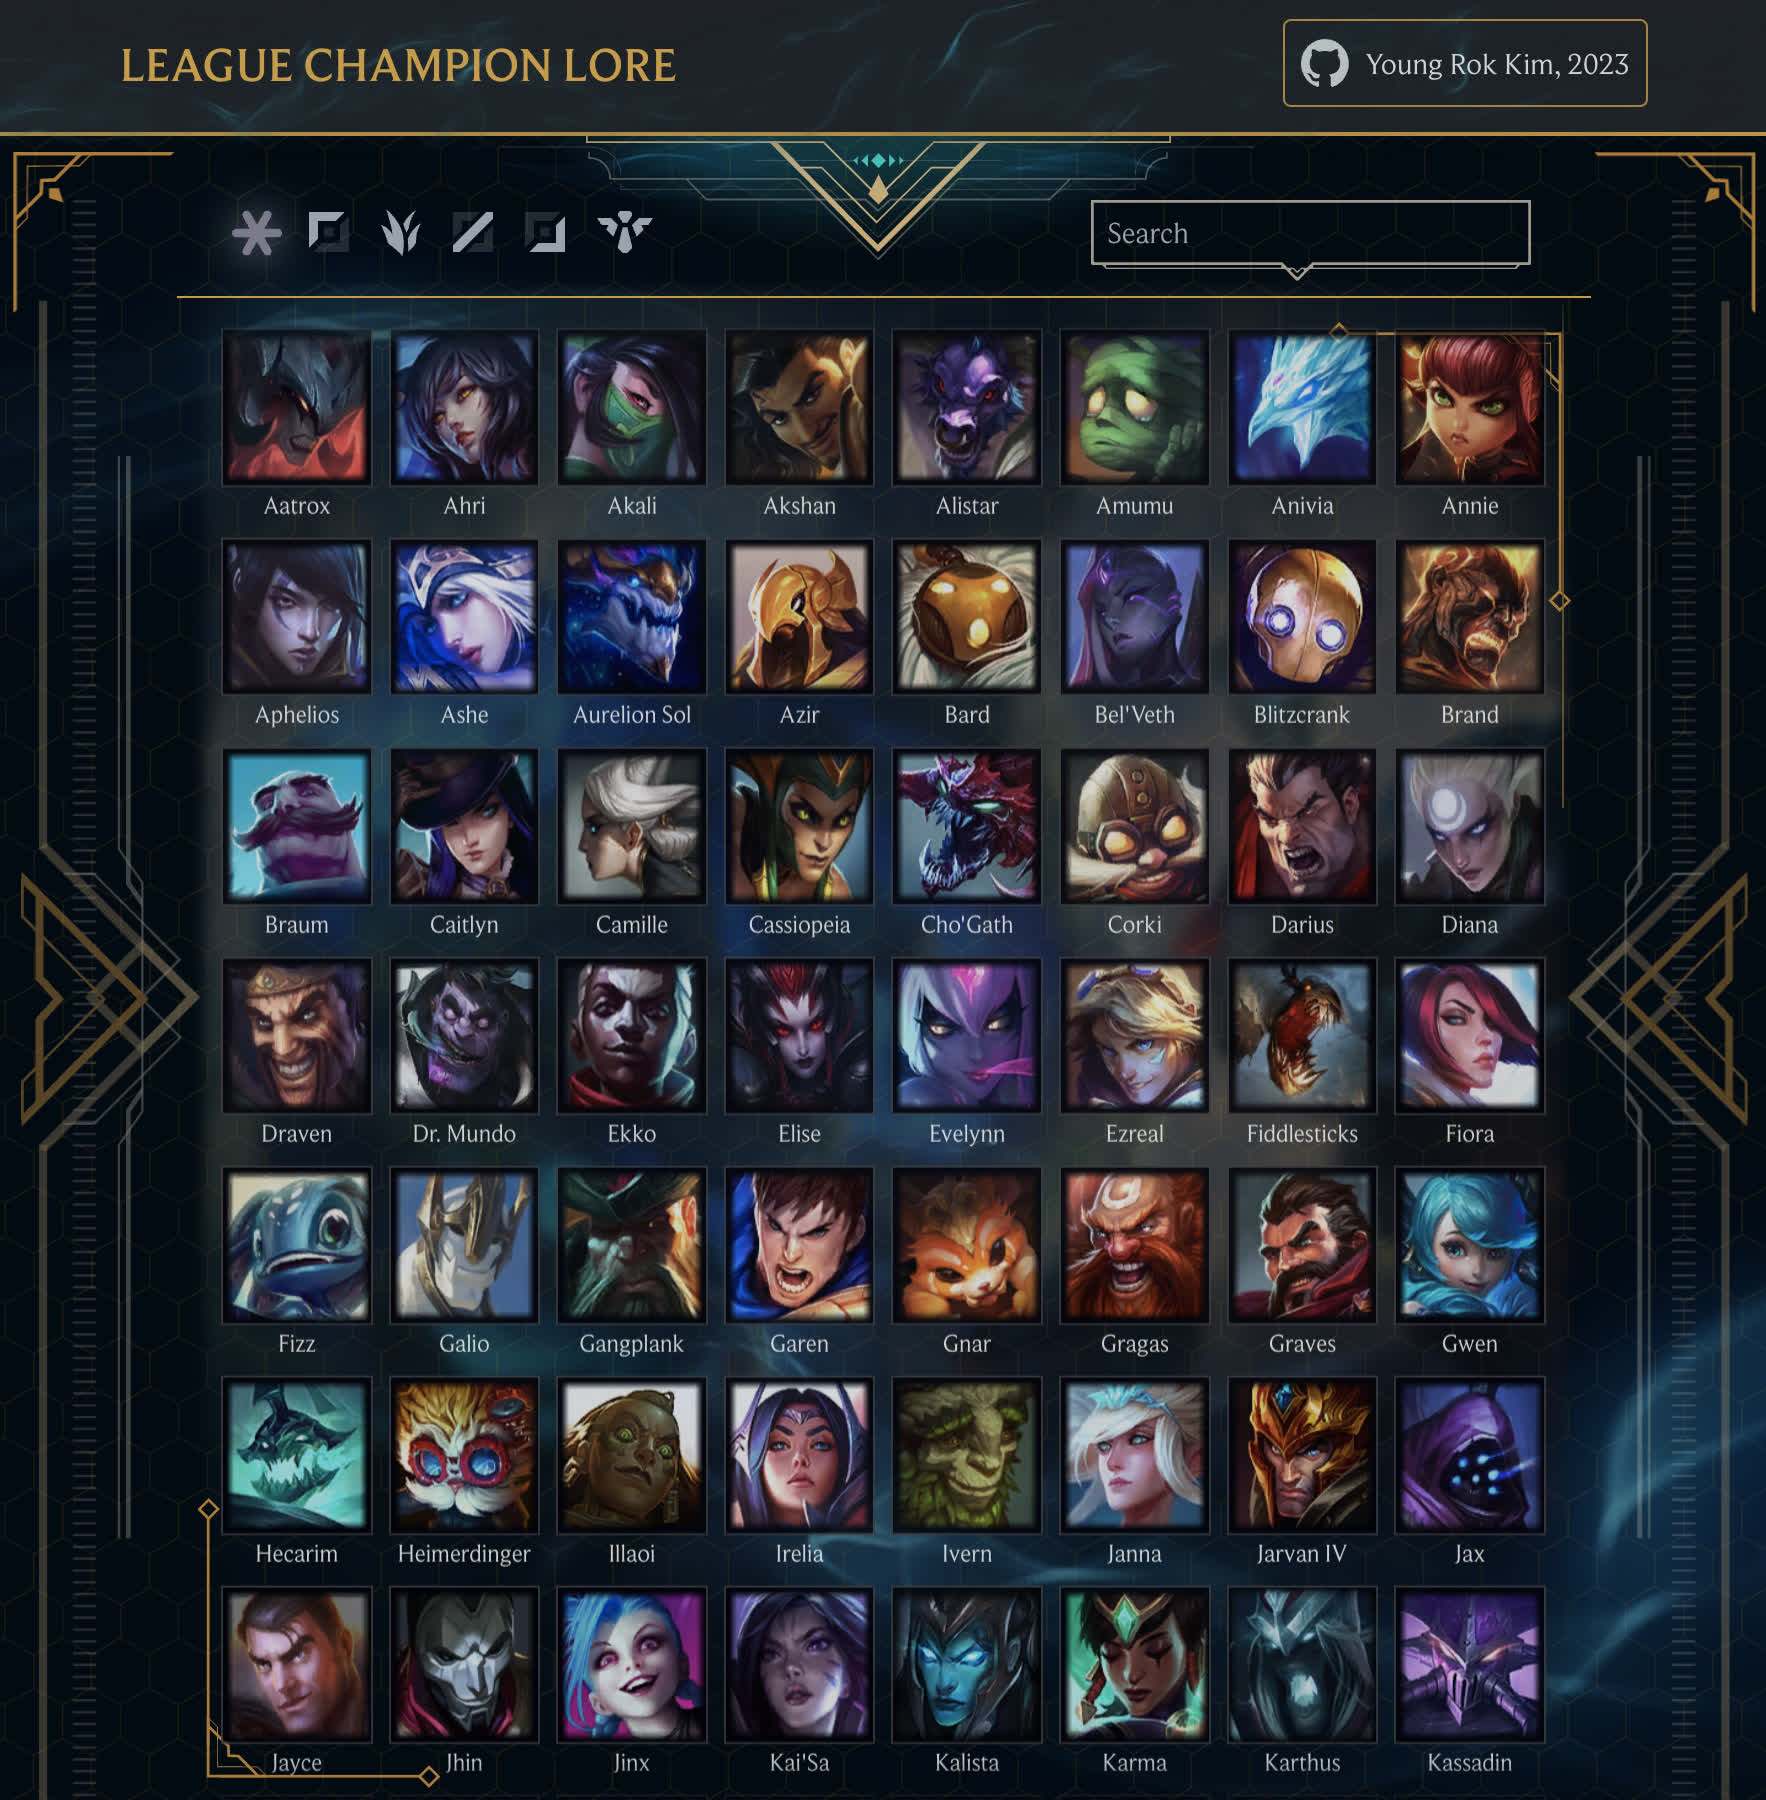 LEAGUE CHAMPION LORE
Young Rok Kim, 2023
Search
Aatrox Ahri Akali Akshan Alistar Amumu Anivia Annie
Aphelios Ashe Aurelion Sol Azir Bard Bel'Veth Blitzcrank Brand
Braum Caitlyn Camille Cassiopeia Cho'Gath Corki Darius Diana
Draven Dr. Mundo Ekko Elise Evelynn Ezreal Fiddlesticks Fiora
Fizz Galio Gangplank Garen Gnar Gragas Graves Gwen
Hecarim Heimerdinger Illaoi Irelia Ivern Janna Jarvan IV Jax
Jayce Jhin Jinx Kai'Sa Kalista Karma Karthus Kassadin